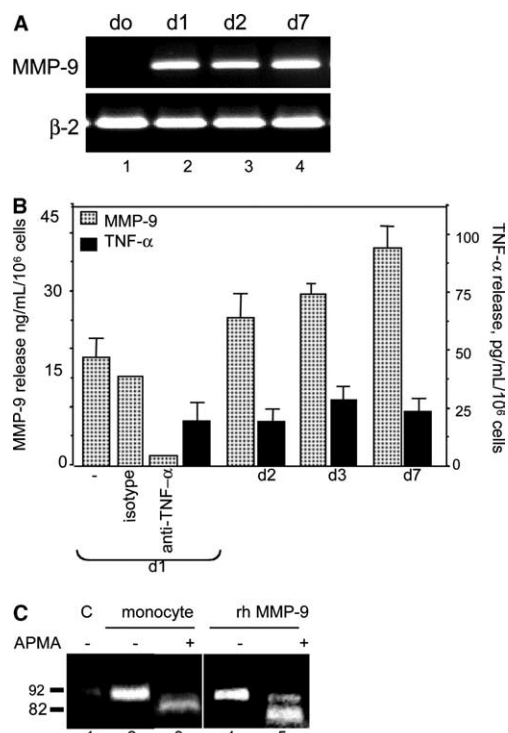 A
do d1 d2 d7
MMP-9
β-2
1 2 3 4
B
MMP-9 release ng/mL/10⁶ cells
45
30
15
0
MMP-9
TNF-α
TNF-α release, pg/mL/10⁶ cells
100
75
50
25
0
- isotype anti-TNF-α d2 d3 d7
d1
C
C monocyte rh MMP-9
APMA - - + - +
92
82